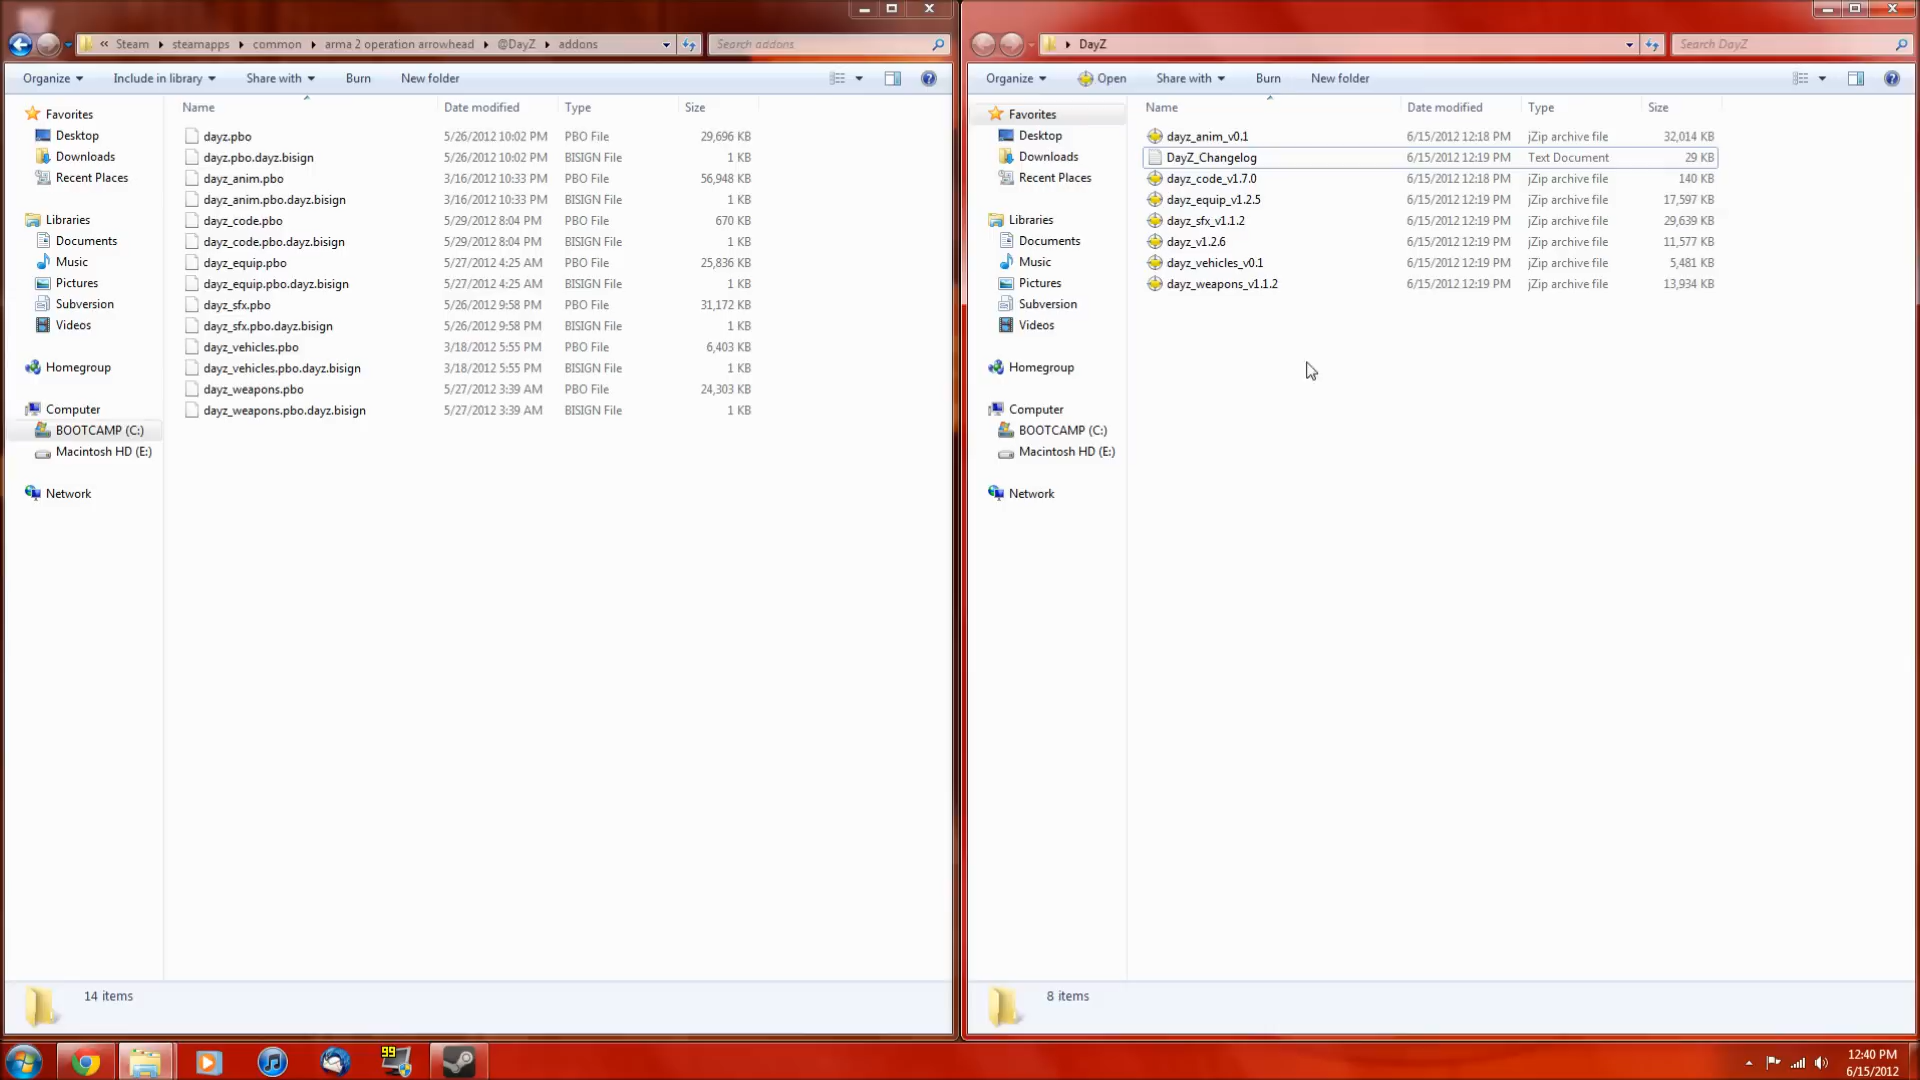 « Steam ▸ steamapps ▸ common ▸ arma 2 operation arrowhead ▸ @DayZ ▸ addons
Search addons
Organize Include in library Share with Burn New folder
Favorites
Desktop
Downloads
Recent Places
Libraries
Documents
Music
Pictures
Subversion
Videos
Homegroup
Computer
BOOTCAMP (C:)
Macintosh HD (E:)
Network
Name Date modified Type Size
dayz.pbo 5/26/2012 10:02 PM PBO File 29,696 KB
dayz.pbo.dayz.bisign 5/26/2012 10:02 PM BISIGN File 1 KB
dayz_anim.pbo 3/16/2012 10:33 PM PBO File 56,948 KB
dayz_anim.pbo.dayz.bisign 3/16/2012 10:33 PM BISIGN File 1 KB
dayz_code.pbo 5/29/2012 8:04 PM PBO File 670 KB
dayz_code.pbo.dayz.bisign 5/29/2012 8:04 PM BISIGN File 1 KB
dayz_equip.pbo 5/27/2012 4:25 AM PBO File 25,836 KB
dayz_equip.pbo.dayz.bisign 5/27/2012 4:25 AM BISIGN File 1 KB
dayz_sfx.pbo 5/26/2012 9:58 PM PBO File 31,172 KB
dayz_sfx.pbo.dayz.bisign 5/26/2012 9:58 PM BISIGN File 1 KB
dayz_vehicles.pbo 3/18/2012 5:55 PM PBO File 6,403 KB
dayz_vehicles.pbo.dayz.bisign 3/18/2012 5:55 PM BISIGN File 1 KB
dayz_weapons.pbo 5/27/2012 3:39 AM PBO File 24,303 KB
dayz_weapons.pbo.dayz.bisign 5/27/2012 3:39 AM BISIGN File 1 KB
14 items
▸ DayZ
Search DayZ
Organize Open Share with Burn New folder
Favorites
Desktop
Downloads
Recent Places
Libraries
Documents
Music
Pictures
Subversion
Videos
Homegroup
Computer
BOOTCAMP (C:)
Macintosh HD (E:)
Network
Name Date modified Type Size
dayz_anim_v0.1 6/15/2012 12:18 PM jZip archive file 32,014 KB
DayZ_Changelog 6/15/2012 12:19 PM Text Document 29 KB
dayz_code_v1.7.0 6/15/2012 12:18 PM jZip archive file 140 KB
dayz_equip_v1.2.5 6/15/2012 12:19 PM jZip archive file 17,597 KB
dayz_sfx_v1.1.2 6/15/2012 12:19 PM jZip archive file 29,639 KB
dayz_v1.2.6 6/15/2012 12:19 PM jZip archive file 11,577 KB
dayz_vehicles_v0.1 6/15/2012 12:19 PM jZip archive file 5,481 KB
dayz_weapons_v1.1.2 6/15/2012 12:19 PM jZip archive file 13,934 KB
8 items
99
12:40 PM
6/15/2012